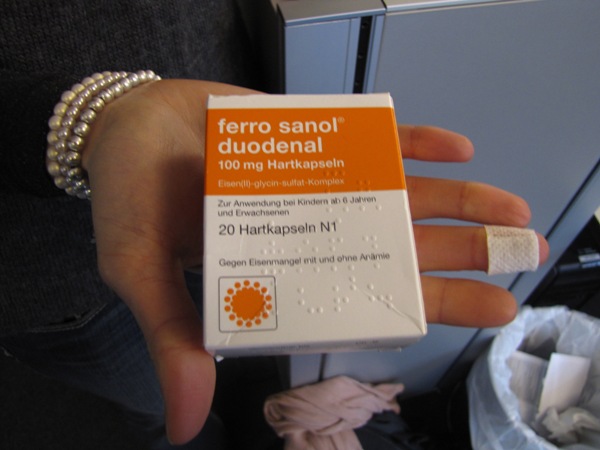 ferro sanol®
duodenal
100 mg Hartkapseln
Eisen(II)-glycin-sulfat-Komplex
Zur Anwendung bei Kindern ab 6 Jahren
und Erwachsenen
20 Hartkapseln N1
Gegen Eisenmangel mit und ohne Anämie